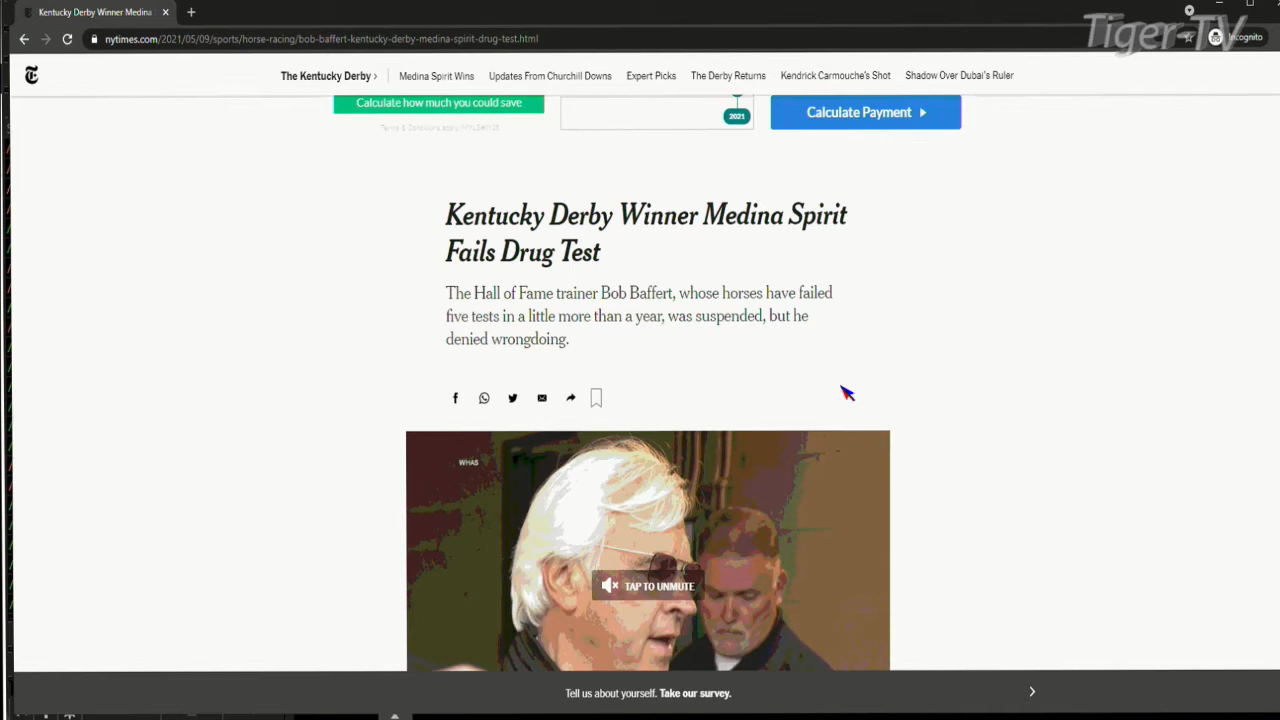 Kentucky Derby Winner Medina
Tiger-TV
nytimes.com/2021/05/09/sports/horse-racing/bob-baffert-kentucky-derby-medina-spirit-drug-test.html
Incognito
The Kentucky Derby
Medina Spirit Wins
Updates From Churchill Downs
Expert Picks
The Derby Returns
Kendrick Carmouche's Shot
Shadow Over Dubai's Ruler
Calculate how much you could save
2021
Calculate Payment
Kentucky Derby Winner Medina Spirit
Fails Drug Test
The Hall of Fame trainer Bob Baffert, whose horses have failed
five tests in a little more than a year, was suspended, but he
denied wrongdoing.
WHAS
TAP TO UNMUTE
Tell us about yourself. Take our survey.